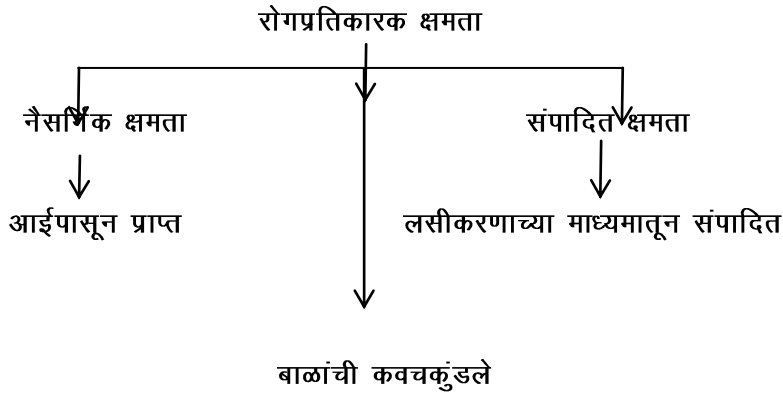 रोगप्रतिकारक क्षमता
नैसर्गिक क्षमता संपादित क्षमता
आईपासून प्राप्त लसीकरणाच्या माध्यमातून संपादित
बाळांची कवचकुंडले